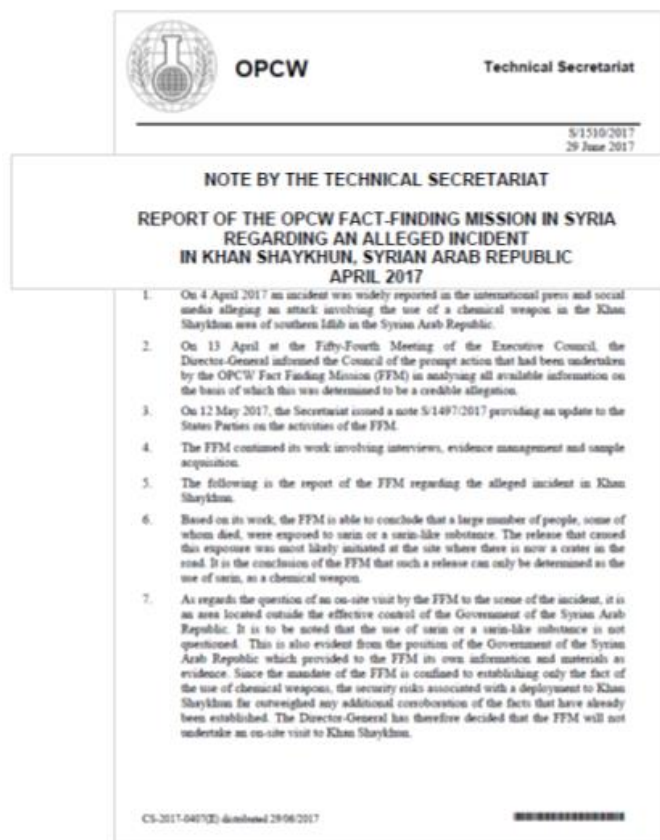 OPCW
Technical Secretariat
S/1510/2017
29 June 2017
NOTE BY THE TECHNICAL SECRETARIAT
REPORT OF THE OPCW FACT-FINDING MISSION IN SYRIA
REGARDING AN ALLEGED INCIDENT
IN KHAN SHAYKHUN, SYRIAN ARAB REPUBLIC
APRIL 2017
1. On 4 April 2017 an incident was widely reported in the international press and social
media alleging an attack involving the use of a chemical weapon in the Khan
Shaykhun area of southern Idlib in the Syrian Arab Republic.
2. On 13 April at the Fifty-Fourth Meeting of the Executive Council, the
Director-General informed the Council of the prompt action that had been undertaken
by the OPCW Fact Finding Mission (FFM) in analysing all available information on
the basis of which this was determined to be a credible allegation.
3. On 12 May 2017, the Secretariat issued a note S/1497/2017 providing an update to the
States Parties on the activities of the FFM.
4. The FFM continued its work involving interviews, evidence management and sample
acquisition.
5. The following is the report of the FFM regarding the alleged incident in Khan
Shaykhun.
6. Based on its work, the FFM is able to conclude that a large number of people, some of
whom died, were exposed to sarin or a sarin-like substance. The release that caused
this exposure was most likely initiated at the site where there is now a crater in the
road. It is the conclusion of the FFM that such a release can only be determined as the
use of sarin, as a chemical weapon.
7. As regards the question of an on-site visit by the FFM to the scene of the incident, it is
an area located outside the effective control of the Government of the Syrian Arab
Republic. It is to be noted that the use of sarin or a sarin-like substance is not
questioned. This is also evident from the position of the Government of the Syrian
Arab Republic which provided to the FFM its own information and materials as
evidence. Since the mandate of the FFM is confined to establishing only the fact of
the use of chemical weapons, the security risks associated with a deployment to Khan
Shaykhun far outweighed any additional corroboration of the facts that have already
been established. The Director-General has therefore decided that the FFM will not
undertake an on-site visit to Khan Shaykhun.
CS-2017-0407(E) distributed 29/06/2017